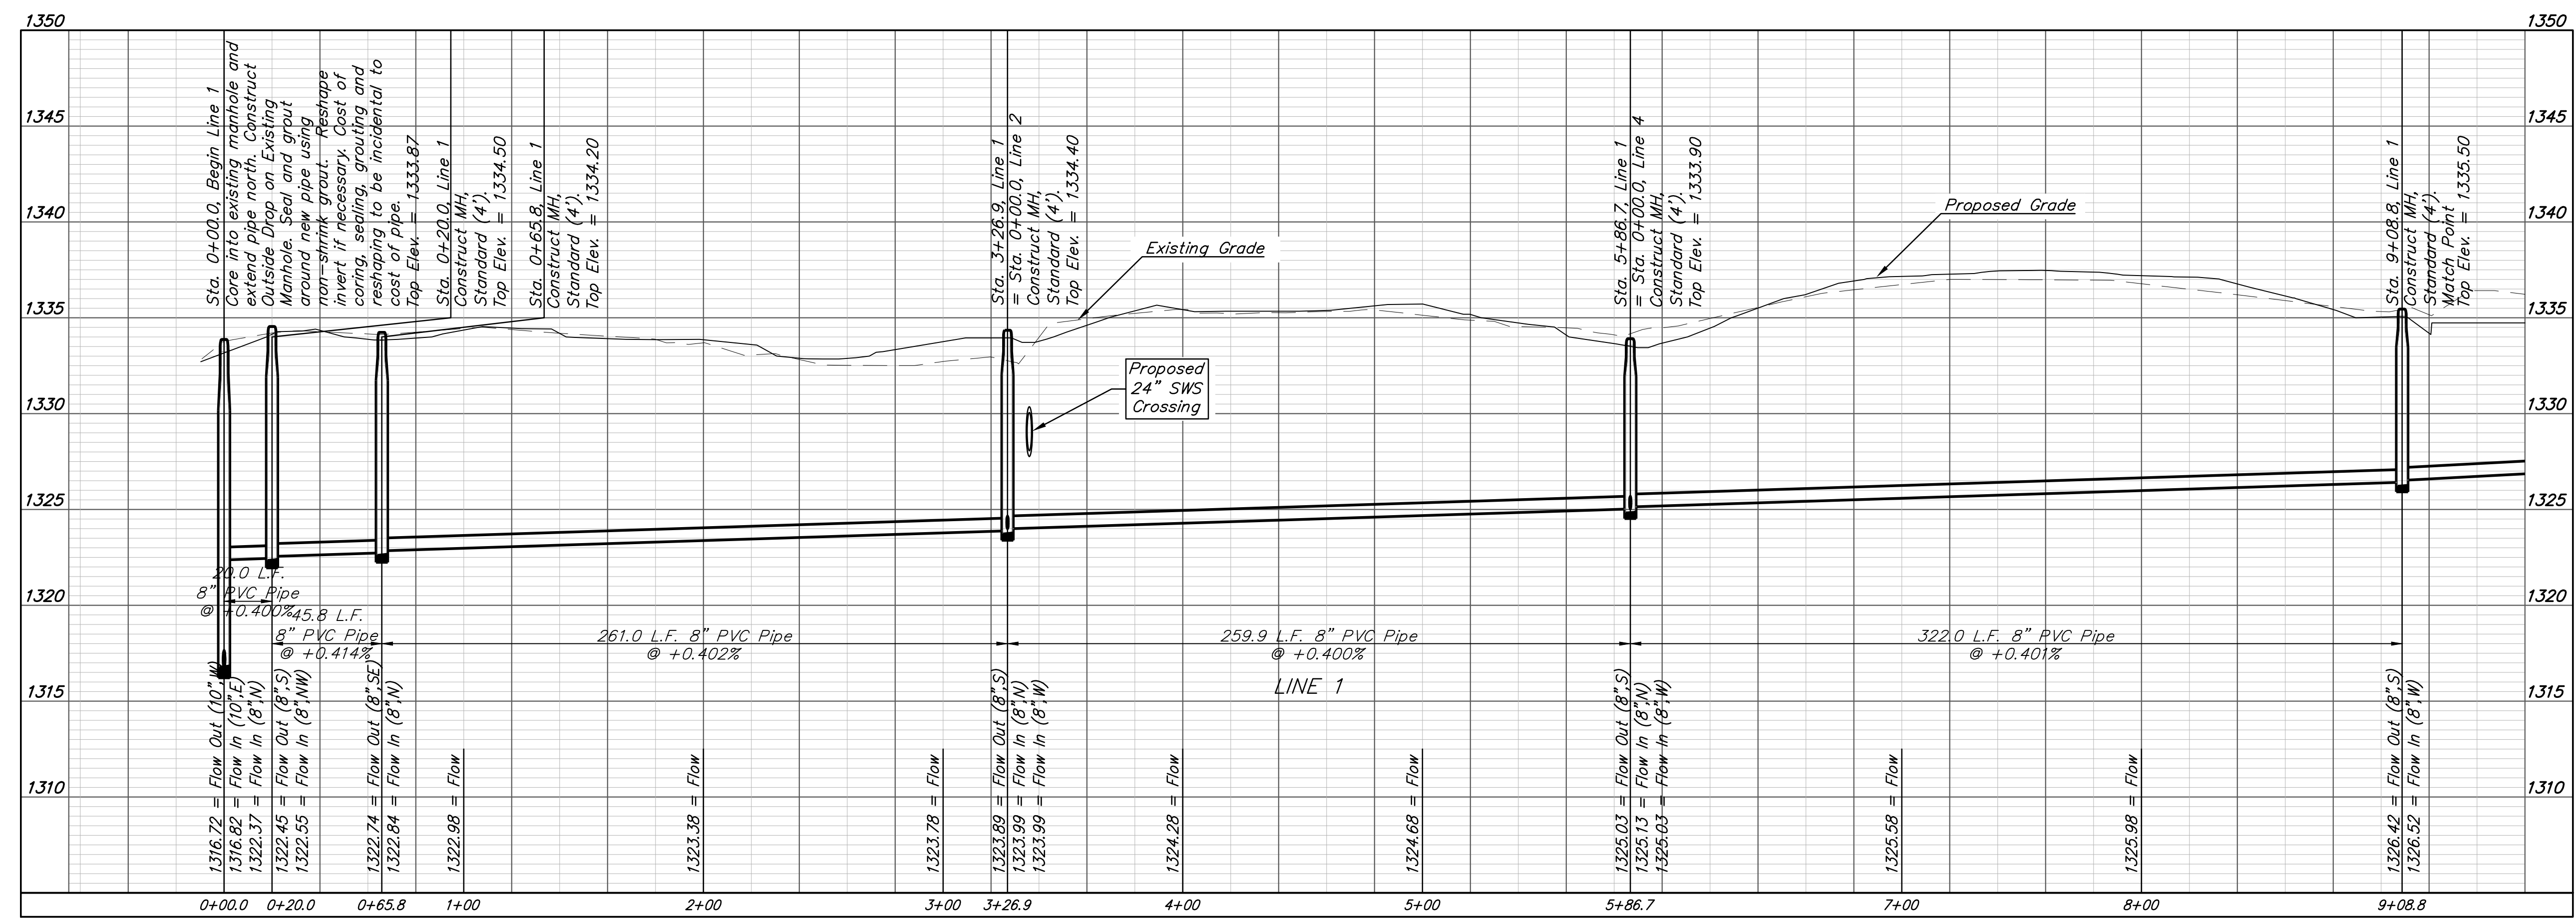 1350
1350
1345
1345
1340
1340
1335
1335
1330
1330
1325
1325
1320
1320
1315
1315
1310
1310
Sta. 0+00.0, Begin Line 1
Core into existing manhole and
extend pipe north. Construct
Outside Drop on Existing
Manhole. Seal and grout
around new pipe using
non-shrink grout. Reshape
invert if necessary. Cost of
coring, sealing, grouting and
reshaping to be incidental to
cost of pipe.
Top Elev. = 1333.87
Sta. 0+20.0, Line 1
Construct MH,
Standard (4').
Top Elev. = 1334.50
Sta. 0+65.8, Line 1
Construct MH,
Standard (4').
Top Elev. = 1334.20
Sta. 3+26.9, Line 1
= Sta. 0+00.0, Line 2
Construct MH,
Standard (4').
Top Elev. = 1334.40
Existing Grade
Proposed
24" SWS
Crossing
Sta. 5+86.7, Line 1
= Sta. 0+00.0, Line 4
Construct MH,
Standard (4').
Top Elev. = 1333.90
Proposed Grade
Sta. 9+08.8, Line 1
Construct MH,
Standard (4').
Match Point
Top Elev. = 1335.50
20.0 L.F.
8" PVC Pipe
@ +0.400%
45.8 L.F.
8" PVC Pipe
@ +0.414%
261.0 L.F. 8" PVC Pipe
@ +0.402%
259.9 L.F. 8" PVC Pipe
@ +0.400%
322.0 L.F. 8" PVC Pipe
@ +0.401%
LINE 1
1316.72 = Flow Out (10",W)
1316.82 = Flow In (10",E)
1322.37 = Flow In (8",N)
1322.45 = Flow Out (8",S)
1322.55 = Flow In (8",NW)
1322.74 = Flow Out (8",SE)
1322.84 = Flow In (8",N)
1322.98 = Flow
1323.38 = Flow
1323.78 = Flow
1323.89 = Flow Out (8",S)
1323.99 = Flow In (8",N)
1323.99 = Flow In (8",W)
1324.28 = Flow
1324.68 = Flow
1325.03 = Flow Out (8",S)
1325.13 = Flow In (8",N)
1325.03 = Flow In (8",W)
1325.58 = Flow
1325.98 = Flow
1326.42 = Flow Out (8",S)
1326.52 = Flow In (8",W)
0+00.0
0+20.0
0+65.8
1+00
2+00
3+00
3+26.9
4+00
5+00
5+86.7
7+00
8+00
9+08.8